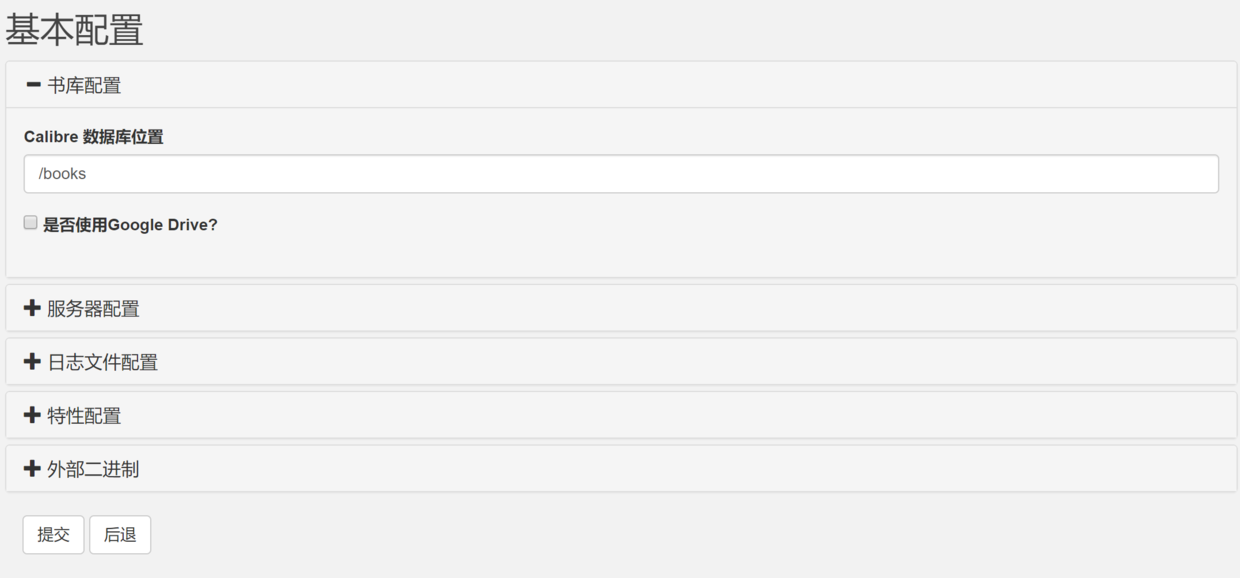 基本配置
书库配置
Calibre 数据库位置
/books
是否使用Google Drive?
服务器配置
日志文件配置
特性配置
外部二进制
提交 后退